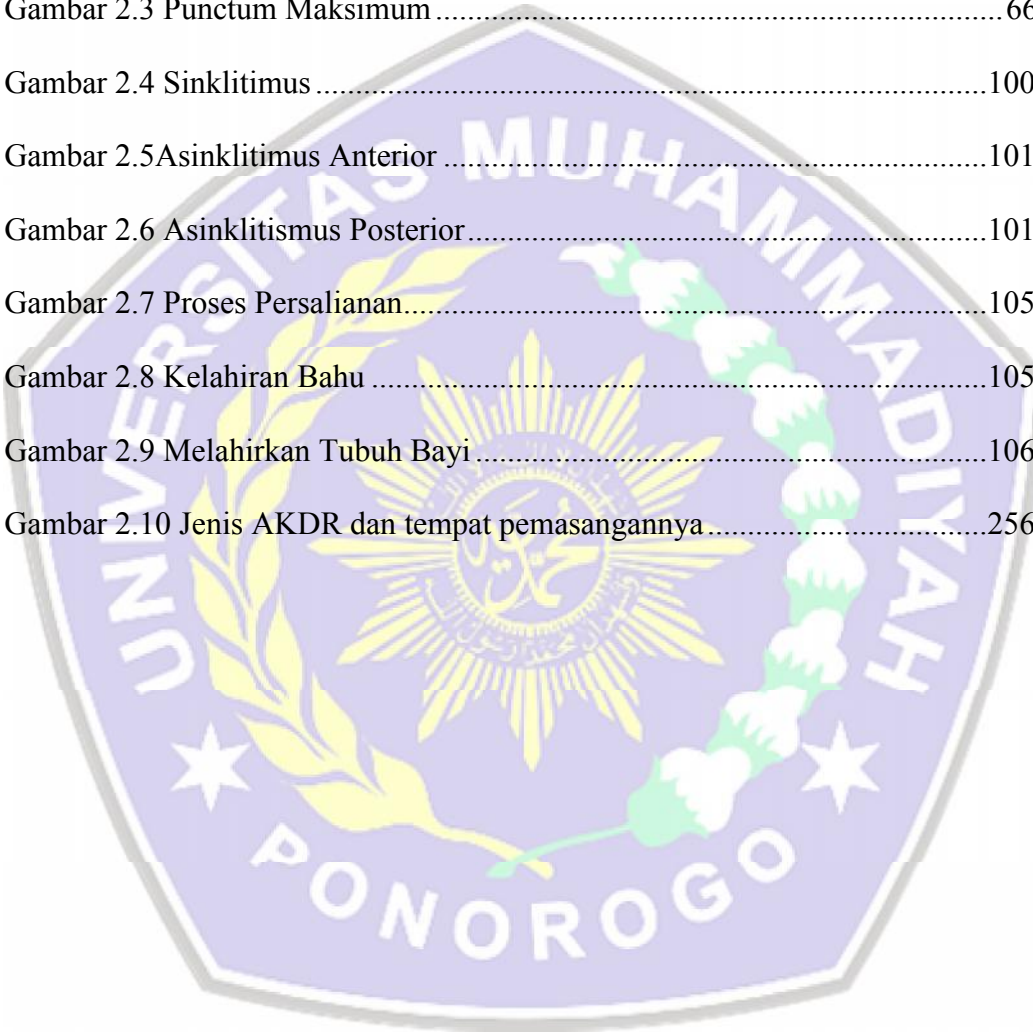 Gambar 2.3 Punctum Maksimum....................................................................66
Gambar 2.4 Sinklitimus....................................................................................100
Gambar 2.5Asinklitimus Anterior....................................................................101
Gambar 2.6 Asinklitismus Posterior.................................................................101
Gambar 2.7 Proses Persalianan.........................................................................105
Gambar 2.8 Kelahiran Bahu.............................................................................105
Gambar 2.9 Melahirkan Tubuh Bayi................................................................106
Gambar 2.10 Jenis AKDR dan tempat pemasangannya...................................256
UNIVERSITAS MUHAMMADIYAH
PONOROGO